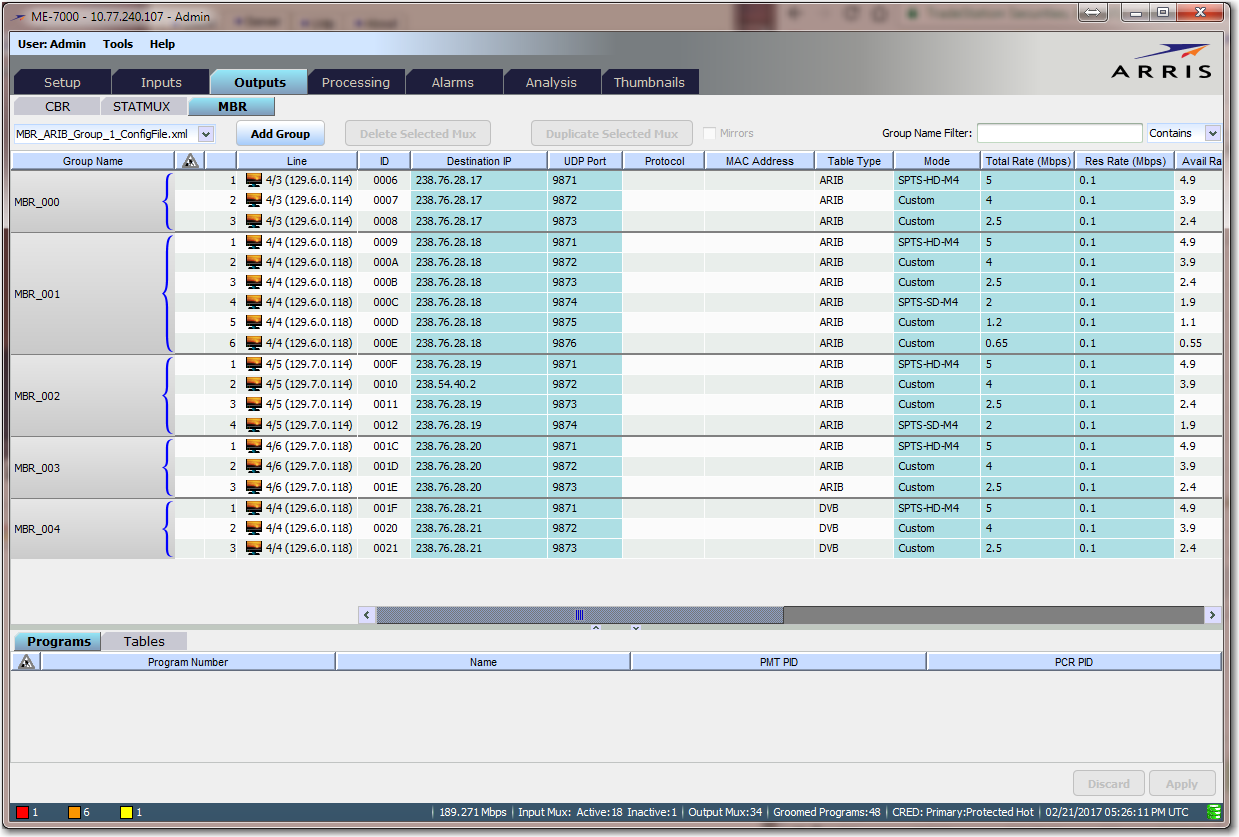 ME-7000 - 10.77.240.107 - Admin
User: Admin Tools Help
ARRIS
Setup Inputs Outputs Processing Alarms Analysis Thumbnails
CBR STATMUX MBR
MBR_ARIB_Group_1_ConfigFile.xml Add Group Delete Selected Mux Duplicate Selected Mux Mirrors Group Name Filter: Contains
Group Name Line ID Destination IP UDP Port Protocol MAC Address Table Type Mode Total Rate (Mbps) Res Rate (Mbps) Avail Ra
MBR_000
1 4/3 (129.6.0.114) 0006 238.76.28.17 9871 ARIB SPTS-HD-M4 5 0.1 4.9
2 4/3 (129.6.0.114) 0007 238.76.28.17 9872 ARIB Custom 4 0.1 3.9
3 4/3 (129.6.0.114) 0008 238.76.28.17 9873 ARIB Custom 2.5 0.1 2.4
MBR_001
1 4/4 (129.6.0.118) 0009 238.76.28.18 9871 ARIB SPTS-HD-M4 5 0.1 4.9
2 4/4 (129.6.0.118) 000A 238.76.28.18 9872 ARIB Custom 4 0.1 3.9
3 4/4 (129.6.0.118) 000B 238.76.28.18 9873 ARIB Custom 2.5 0.1 2.4
4 4/4 (129.6.0.118) 000C 238.76.28.18 9874 ARIB SPTS-SD-M4 2 0.1 1.9
5 4/4 (129.6.0.118) 000D 238.76.28.18 9875 ARIB Custom 1.2 0.1 1.1
6 4/4 (129.6.0.118) 000E 238.76.28.18 9876 ARIB Custom 0.65 0.1 0.55
MBR_002
1 4/5 (129.7.0.114) 000F 238.76.28.19 9871 ARIB SPTS-HD-M4 5 0.1 4.9
2 4/5 (129.7.0.114) 0010 238.54.40.2 9872 ARIB Custom 4 0.1 3.9
3 4/5 (129.7.0.114) 0011 238.76.28.19 9873 ARIB Custom 2.5 0.1 2.4
4 4/5 (129.7.0.114) 0012 238.76.28.19 9874 ARIB SPTS-SD-M4 2 0.1 1.9
MBR_003
1 4/6 (129.7.0.118) 001C 238.76.28.20 9871 ARIB SPTS-HD-M4 5 0.1 4.9
2 4/6 (129.7.0.118) 001D 238.76.28.20 9872 ARIB Custom 4 0.1 3.9
3 4/6 (129.7.0.118) 001E 238.76.28.20 9873 ARIB Custom 2.5 0.1 2.4
MBR_004
1 4/4 (129.6.0.118) 001F 238.76.28.21 9871 DVB SPTS-HD-M4 5 0.1 4.9
2 4/4 (129.6.0.118) 0020 238.76.28.21 9872 DVB Custom 4 0.1 3.9
3 4/4 (129.6.0.118) 0021 238.76.28.21 9873 DVB Custom 2.5 0.1 2.4
Programs Tables
Program Number Name PMT PID PCR PID
Discard Apply
1 6 1 189.271 Mbps Input Mux: Active:18 Inactive:1 Output Mux:34 Groomed Programs:48 CRED: Primary:Protected Hot 02/21/2017 05:26:11 PM UTC